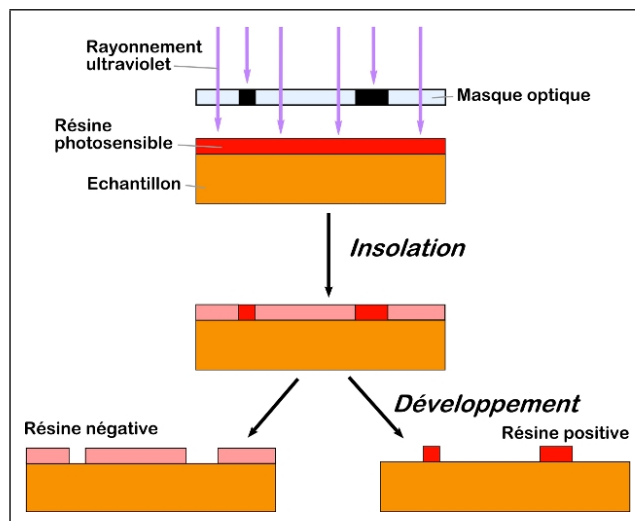 Rayonnement
ultraviolet
Masque optique
Résine
photosensible
Echantillon
Insolation
Développement
Résine négative
Résine positive